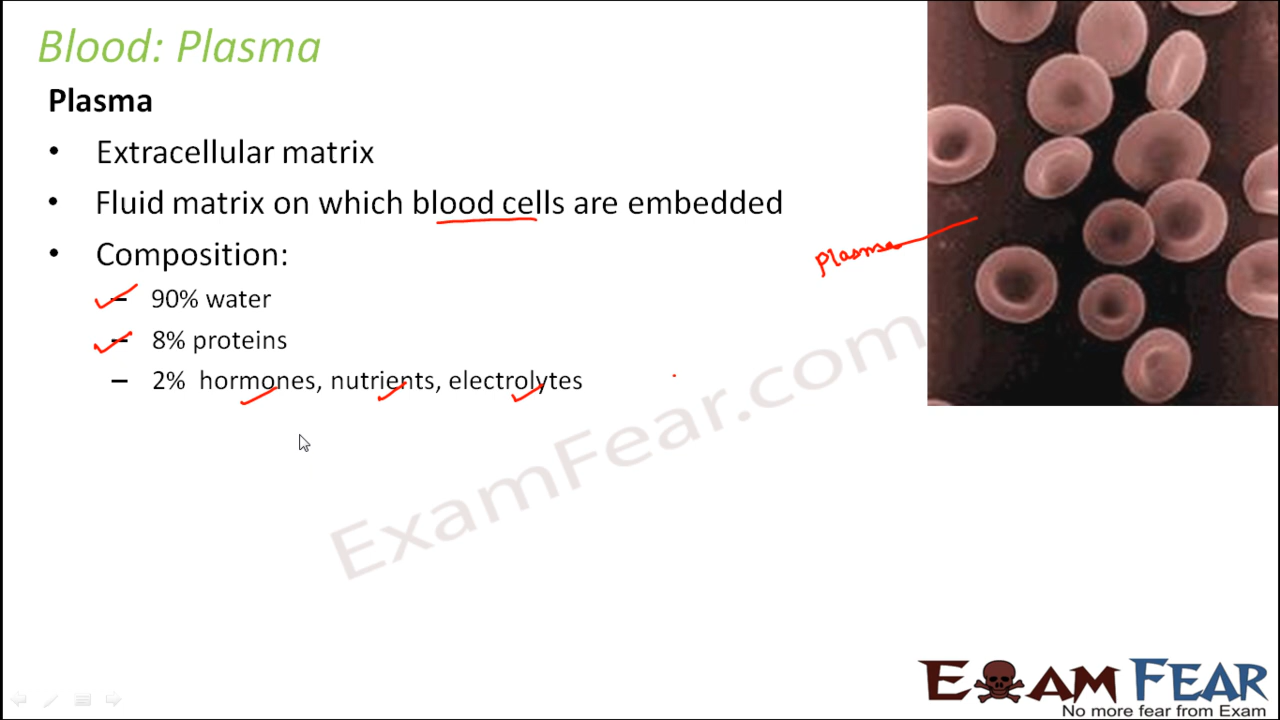 Blood: Plasma
Plasma
• Extracellular matrix
• Fluid matrix on which blood cells are embedded
• Composition:
– 90% water
– 8% proteins
– 2% hormones, nutrients, electrolytes
Plasma
ExamFear.com
EXAM FEAR
No more fear from Exam